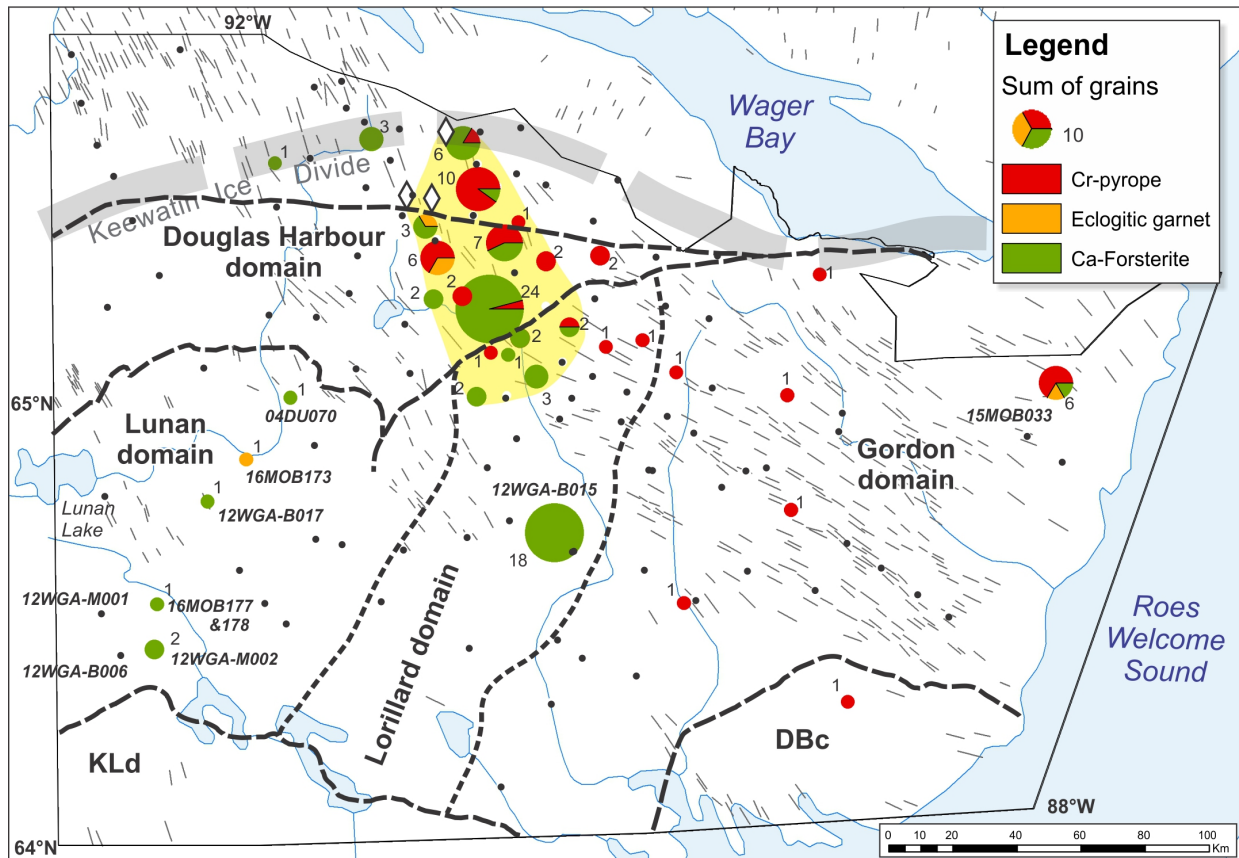 92°W
Legend
Sum of grains
10
Cr-pyrope
Eclogitic garnet
Ca-Forsterite
Wager
Bay
Keewatin Ice Divide
1
3
6
10
1
3
7
Douglas Harbour
domain
6
2
2
1
2
2
24
2
2
1
1
1
1
1
3
2
1
65°N
1
04DU070
1
15MOB033
6
Lunan
domain
1
16MOB173
Gordon
domain
Lunan
Lake
1
12WGA-B017
12WGA-B015
18
1
12WGA-M001
1
16MOB177
&178
1
Roes
Welcome
Sound
2
12WGA-M002
12WGA-B006
Lorillard domain
1
KLd
DBc
88°W
64°N
0 10 20 40 60 80 100
Km